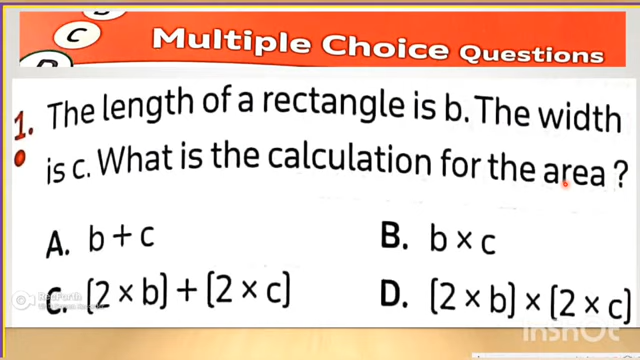 C
Multiple Choice Questions
1. The length of a rectangle is b. The width
is c. What is the calculation for the area ?
A. b + c
B. b × c
C. [2 × b] + [2 × c]
D. [2 × b] × [2 × c]
InShOt